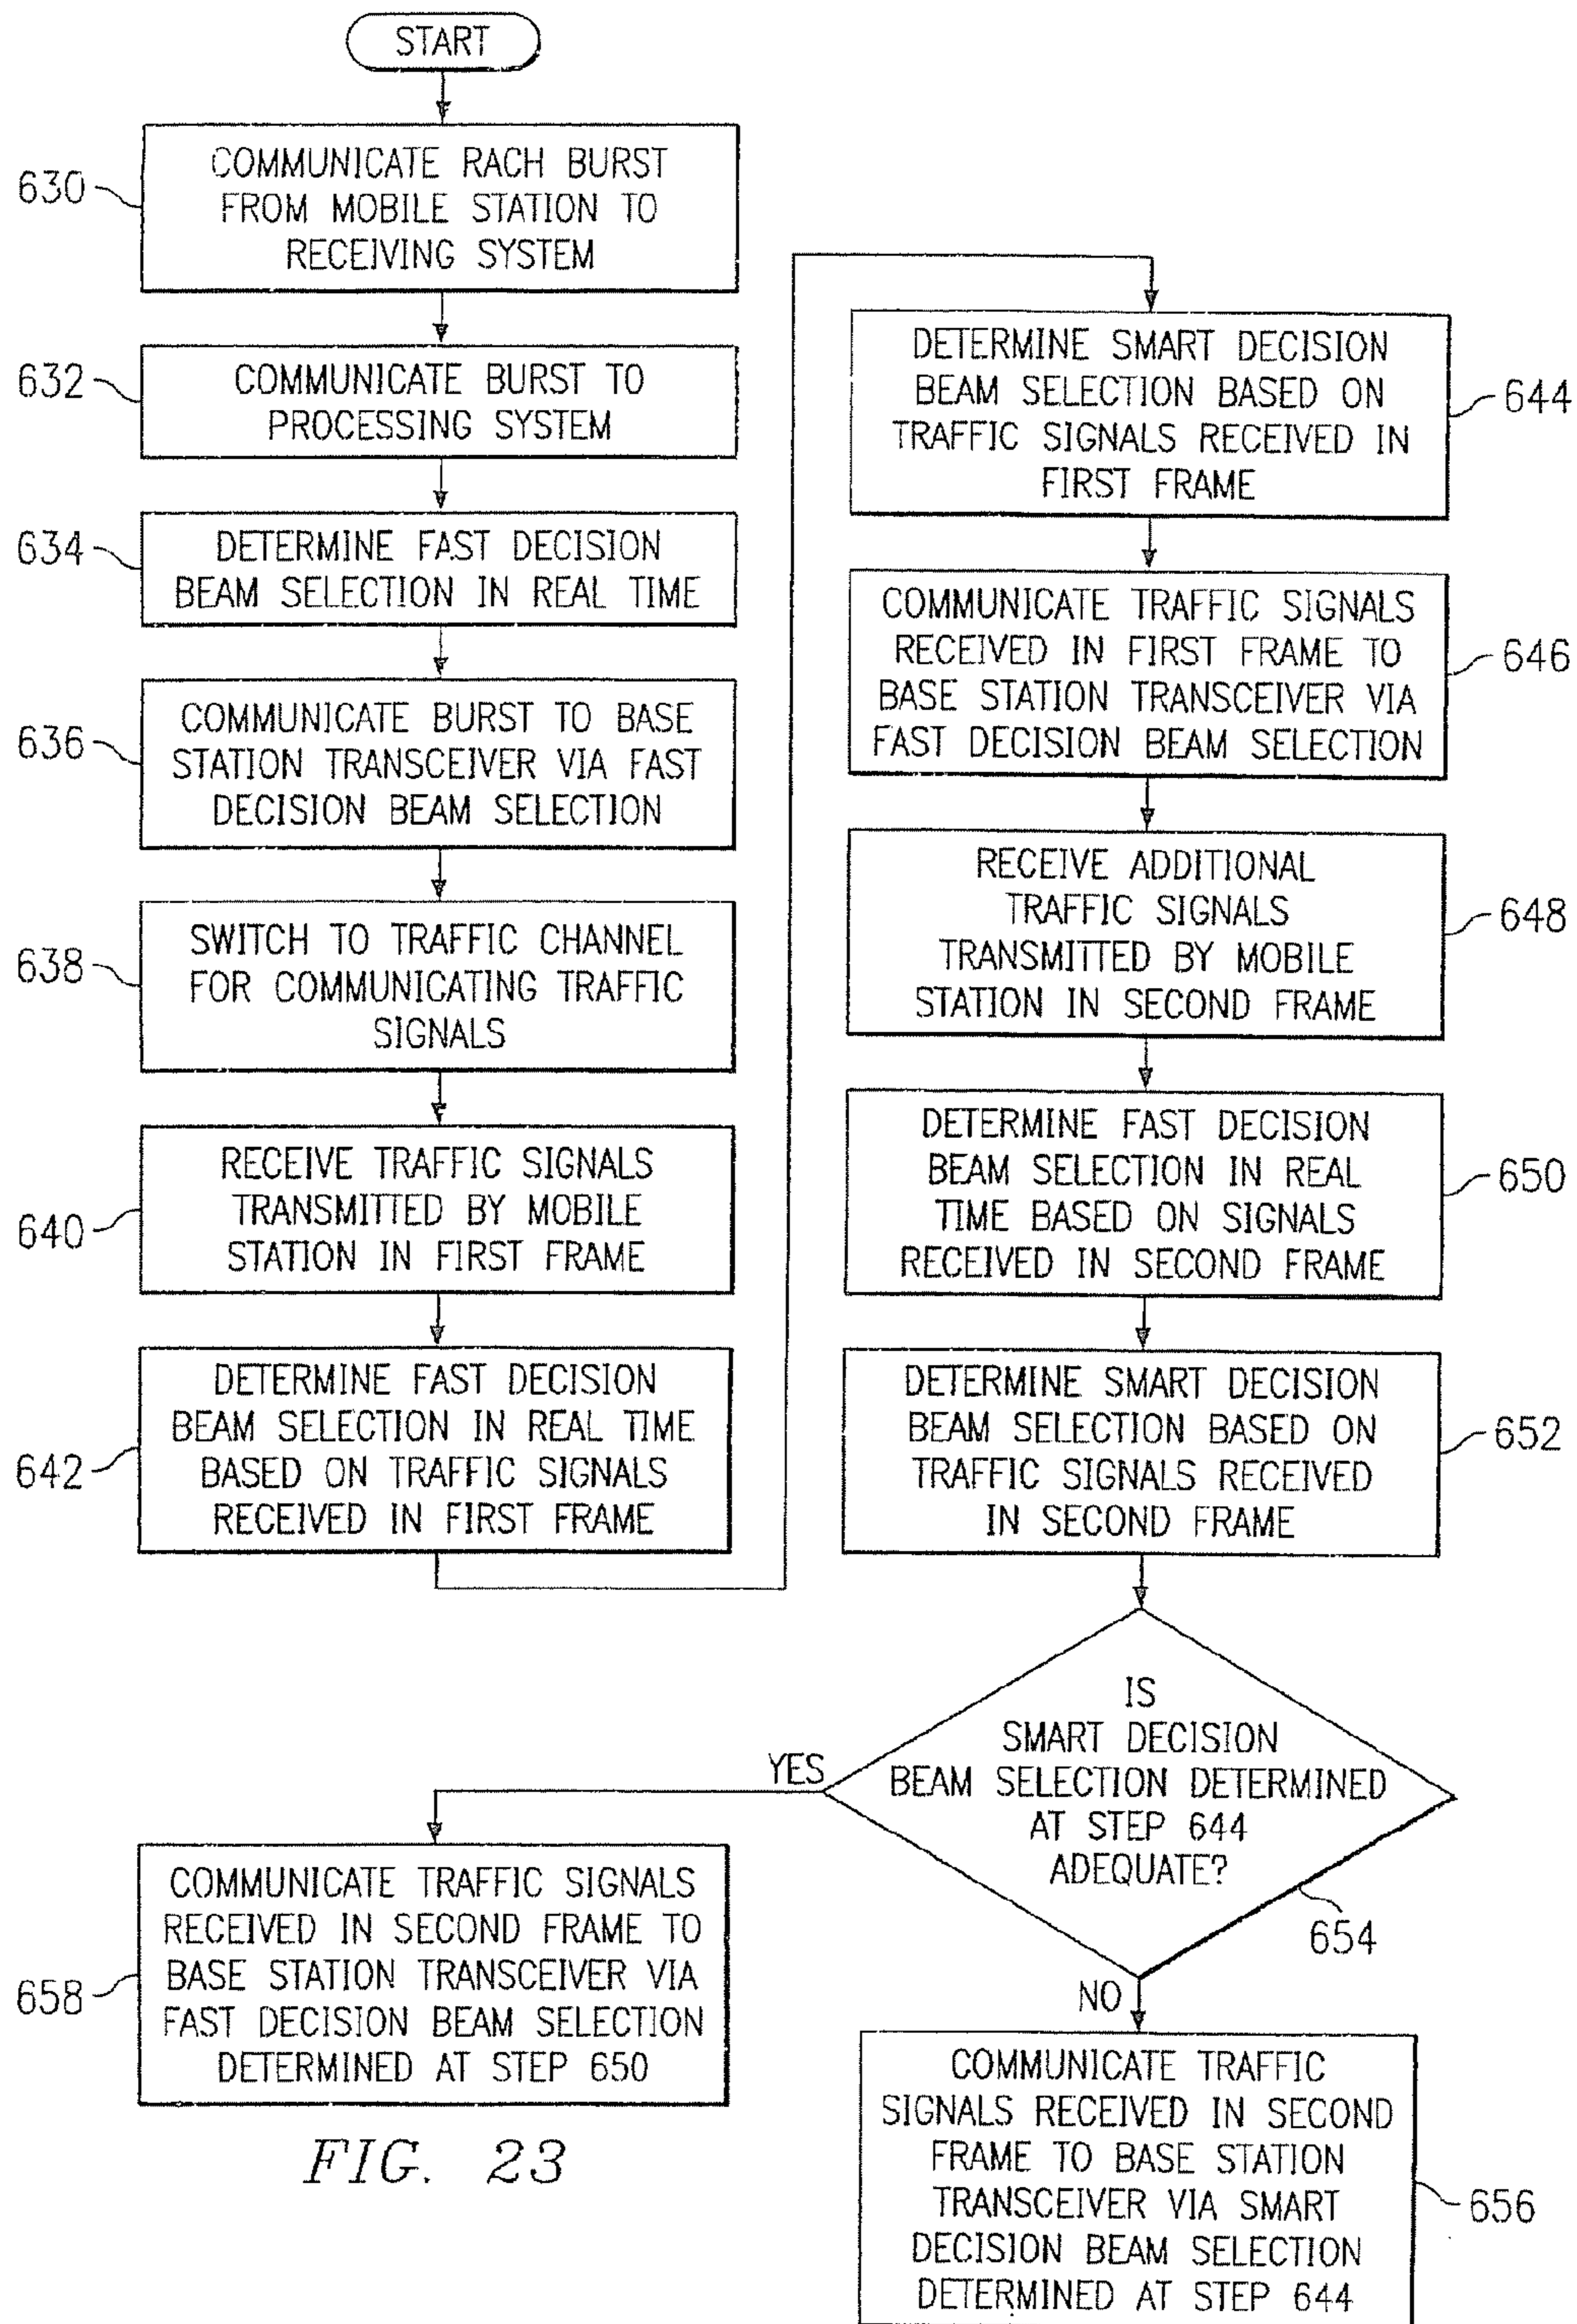 START
630
COMMUNICATE RACH BURST
FROM MOBILE STATION TO
RECEIVING SYSTEM
632
COMMUNICATE BURST TO
PROCESSING SYSTEM
634
DETERMINE FAST DECISION
BEAM SELECTION IN REAL TIME
636
COMMUNICATE BURST TO BASE
STATION TRANSCEIVER VIA FAST
DECISION BEAM SELECTION
638
SWITCH TO TRAFFIC CHANNEL
FOR COMMUNICATING TRAFFIC
SIGNALS
640
RECEIVE TRAFFIC SIGNALS
TRANSMITTED BY MOBILE
STATION IN FIRST FRAME
642
DETERMINE FAST DECISION
BEAM SELECTION IN REAL TIME
BASED ON TRAFFIC SIGNALS
RECEIVED IN FIRST FRAME
DETERMINE SMART DECISION
BEAM SELECTION BASED ON
TRAFFIC SIGNALS RECEIVED IN
FIRST FRAME
644
COMMUNICATE TRAFFIC SIGNALS
RECEIVED IN FIRST FRAME TO
BASE STATION TRANSCEIVER VIA
FAST DECISION BEAM SELECTION
646
RECEIVE ADDITIONAL
TRAFFIC SIGNALS
TRANSMITTED BY MOBILE
STATION IN SECOND FRAME
648
DETERMINE FAST DECISION
BEAM SELECTION IN REAL
TIME BASED ON SIGNALS
RECEIVED IN SECOND FRAME
650
DETERMINE SMART DECISION
BEAM SELECTION BASED ON
TRAFFIC SIGNALS RECEIVED
IN SECOND FRAME
652
IS
SMART DECISION
BEAM SELECTION DETERMINED
AT STEP 644
ADEQUATE?
654
YES
658
COMMUNICATE TRAFFIC SIGNALS
RECEIVED IN SECOND FRAME TO
BASE STATION TRANSCEIVER VIA
FAST DECISION BEAM SELECTION
DETERMINED AT STEP 650
NO
COMMUNICATE TRAFFIC
SIGNALS RECEIVED IN SECOND
FRAME TO BASE STATION
TRANSCEIVER VIA SMART
DECISION BEAM SELECTION
DETERMINED AT STEP 644
656
FIG. 23